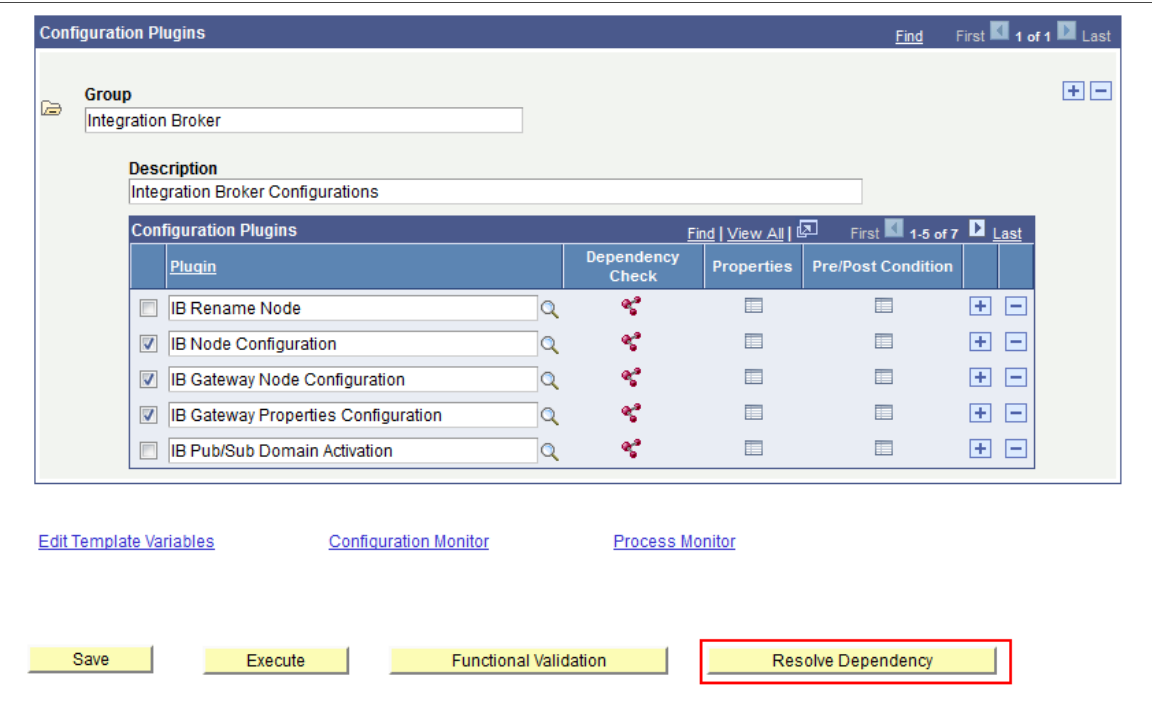 Configuration Plugins Find First 1 of 1 Last
Group
Integration Broker
Description
Integration Broker Configurations
Configuration Plugins Find | View All | First 1-5 of 7 Last
Plugin Dependency Check Properties Pre/Post Condition
IB Rename Node
IB Node Configuration
IB Gateway Node Configuration
IB Gateway Properties Configuration
IB Pub/Sub Domain Activation
Edit Template Variables Configuration Monitor Process Monitor
Save Execute Functional Validation Resolve Dependency